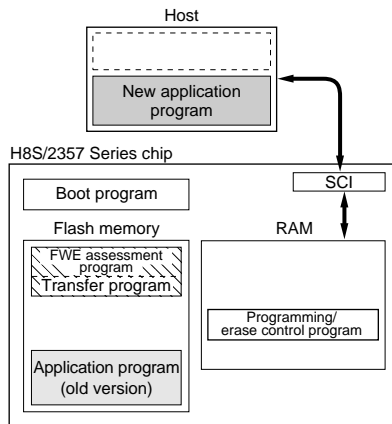 Host
New application
program
H8S/2357 Series chip
SCI
Boot program
Flash memory
RAM
FWE assessment
program
Transfer program
Programming/
erase control program
Application program
(old version)